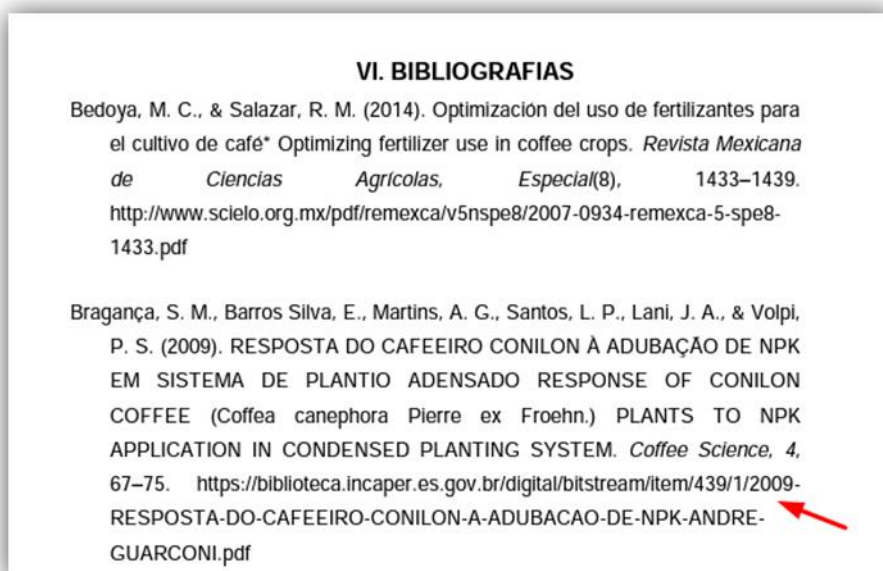 VI. BIBLIOGRAFIAS
Bedoya, M. C., & Salazar, R. M. (2014). Optimización del uso de fertilizantes para
el cultivo de café* Optimizing fertilizer use in coffee crops. Revista Mexicana
de Ciencias Agrícolas, Especial(8), 1433–1439.
http://www.scielo.org.mx/pdf/remexca/v5nspe8/2007-0934-remexca-5-spe8-
1433.pdf
Bragança, S. M., Barros Silva, E., Martins, A. G., Santos, L. P., Lani, J. A., & Volpi,
P. S. (2009). RESPOSTA DO CAFEEIRO CONILON À ADUBAÇÃO DE NPK
EM SISTEMA DE PLANTIO ADENSADO RESPONSE OF CONILON
COFFEE (Coffea canephora Pierre ex Froehn.) PLANTS TO NPK
APPLICATION IN CONDENSED PLANTING SYSTEM. Coffee Science, 4,
67–75. https://biblioteca.incaper.es.gov.br/digital/bitstream/item/439/1/2009-
RESPOSTA-DO-CAFEEIRO-CONILON-A-ADUBACAO-DE-NPK-ANDRE-
GUARCONI.pdf